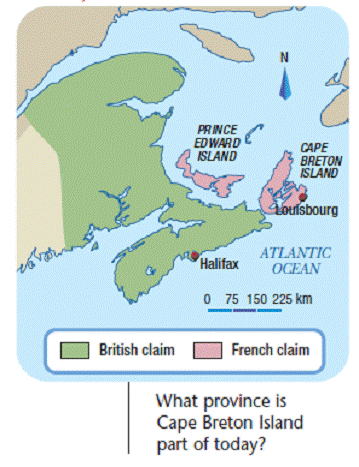 N
PRINCE
EDWARD
ISLAND
CAPE
BRETON
ISLAND
Louisbourg
Halifax
ATLANTIC
OCEAN
0 75 150 225 km
British claim
French claim
What province is
Cape Breton Island
part of today?